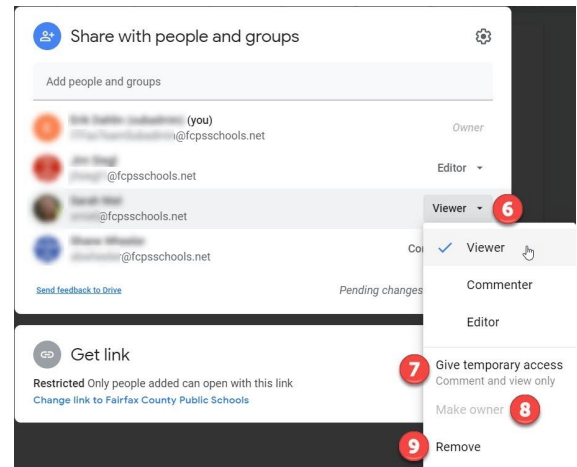 Share with people and groups
Add people and groups
(you)
@fcpsschools.net
Owner
@fcpsschools.net
Editor
@fcpsschools.net
Viewer
6
@fcpsschools.net
Co
Viewer
Commenter
Editor
Send feedback to Drive
Pending changes
Get link
Restricted Only people added can open with this link
Change link to Fairfax County Public Schools
7
Give temporary access
Comment and view only
Make owner
8
9
Remove